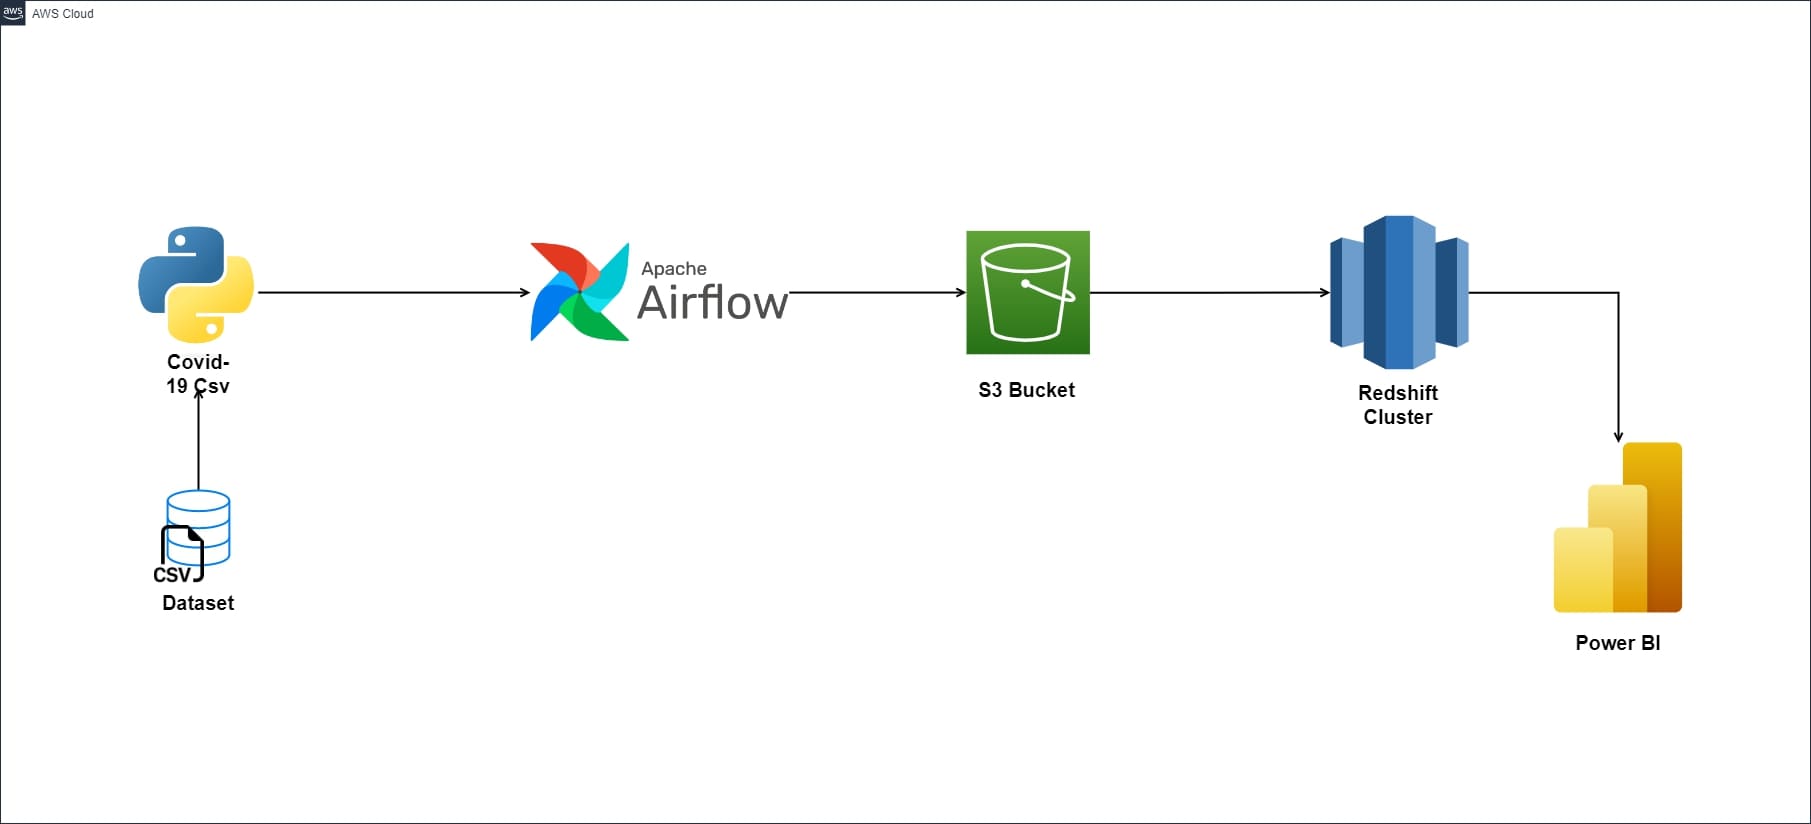 aws
AWS Cloud
Apache
Airflow
Covid-
19 Csv
S3 Bucket
Redshift
Cluster
CSV
Dataset
Power BI